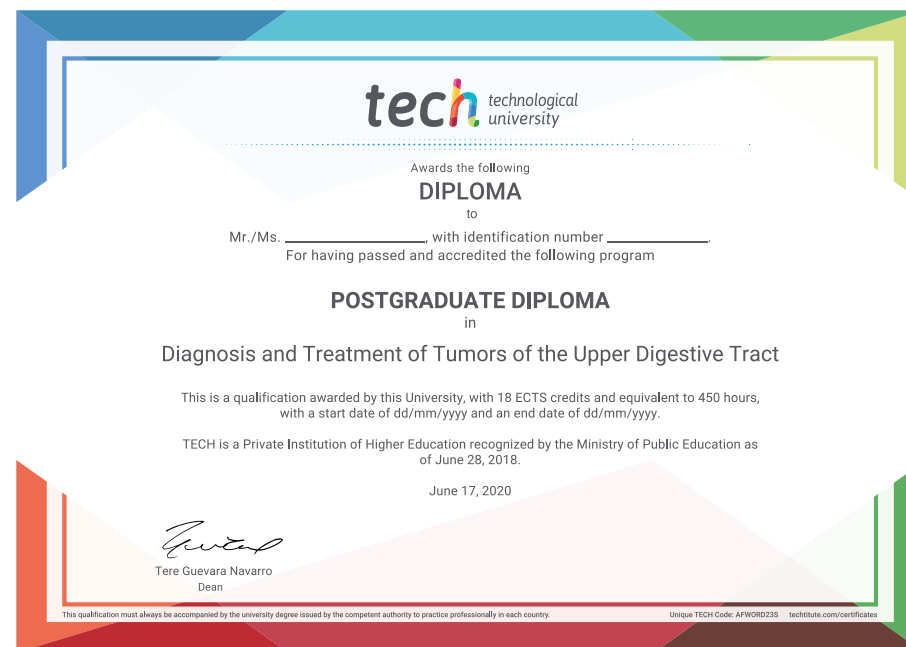 tech technological
university
Awards the following
DIPLOMA
to
Mr./Ms. ____________________, with identification number _______________.
For having passed and accredited the following program
POSTGRADUATE DIPLOMA
in
Diagnosis and Treatment of Tumors of the Upper Digestive Tract
This is a qualification awarded by this University, with 18 ECTS credits and equivalent to 450 hours,
with a start date of dd/mm/yyyy and an end date of dd/mm/yyyy.
TECH is a Private Institution of Higher Education recognized by the Ministry of Public Education as
of June 28, 2018.
June 17, 2020
Tere Guevara Navarro
Dean
This qualification must always be accompanied by the university degree issued by the competent authority to practice professionally in each country.
Unique TECH Code: AFWORD23S techtitute.com/certificates